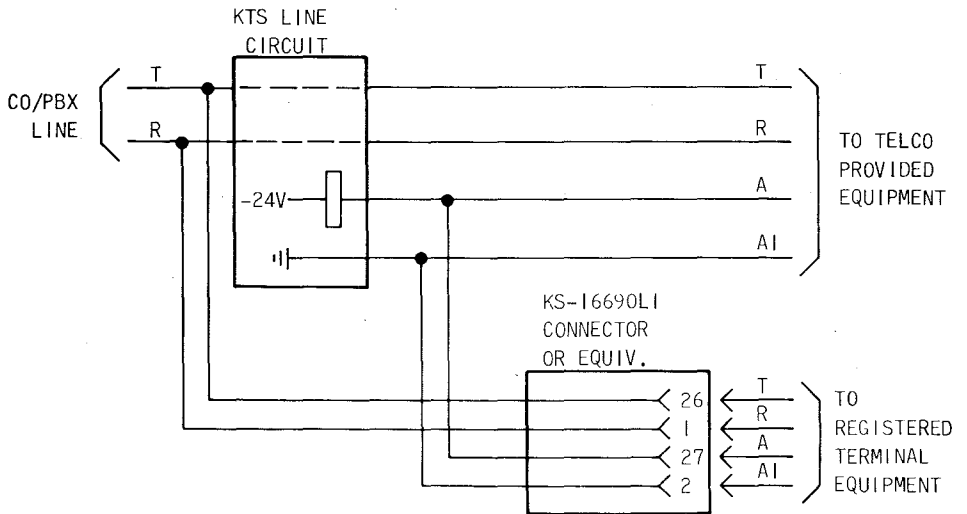 KTS LINE
CIRCUIT
T
T
CO/PBX
LINE
R
R
TO TELCO
PROVIDED
EQUIPMENT
-24V
A
A1
KS-16690L1
CONNECTOR
OR EQUIV.
26
T
TO
1
R
REGISTERED
27
A
TERMINAL
2
A1
EQUIPMENT